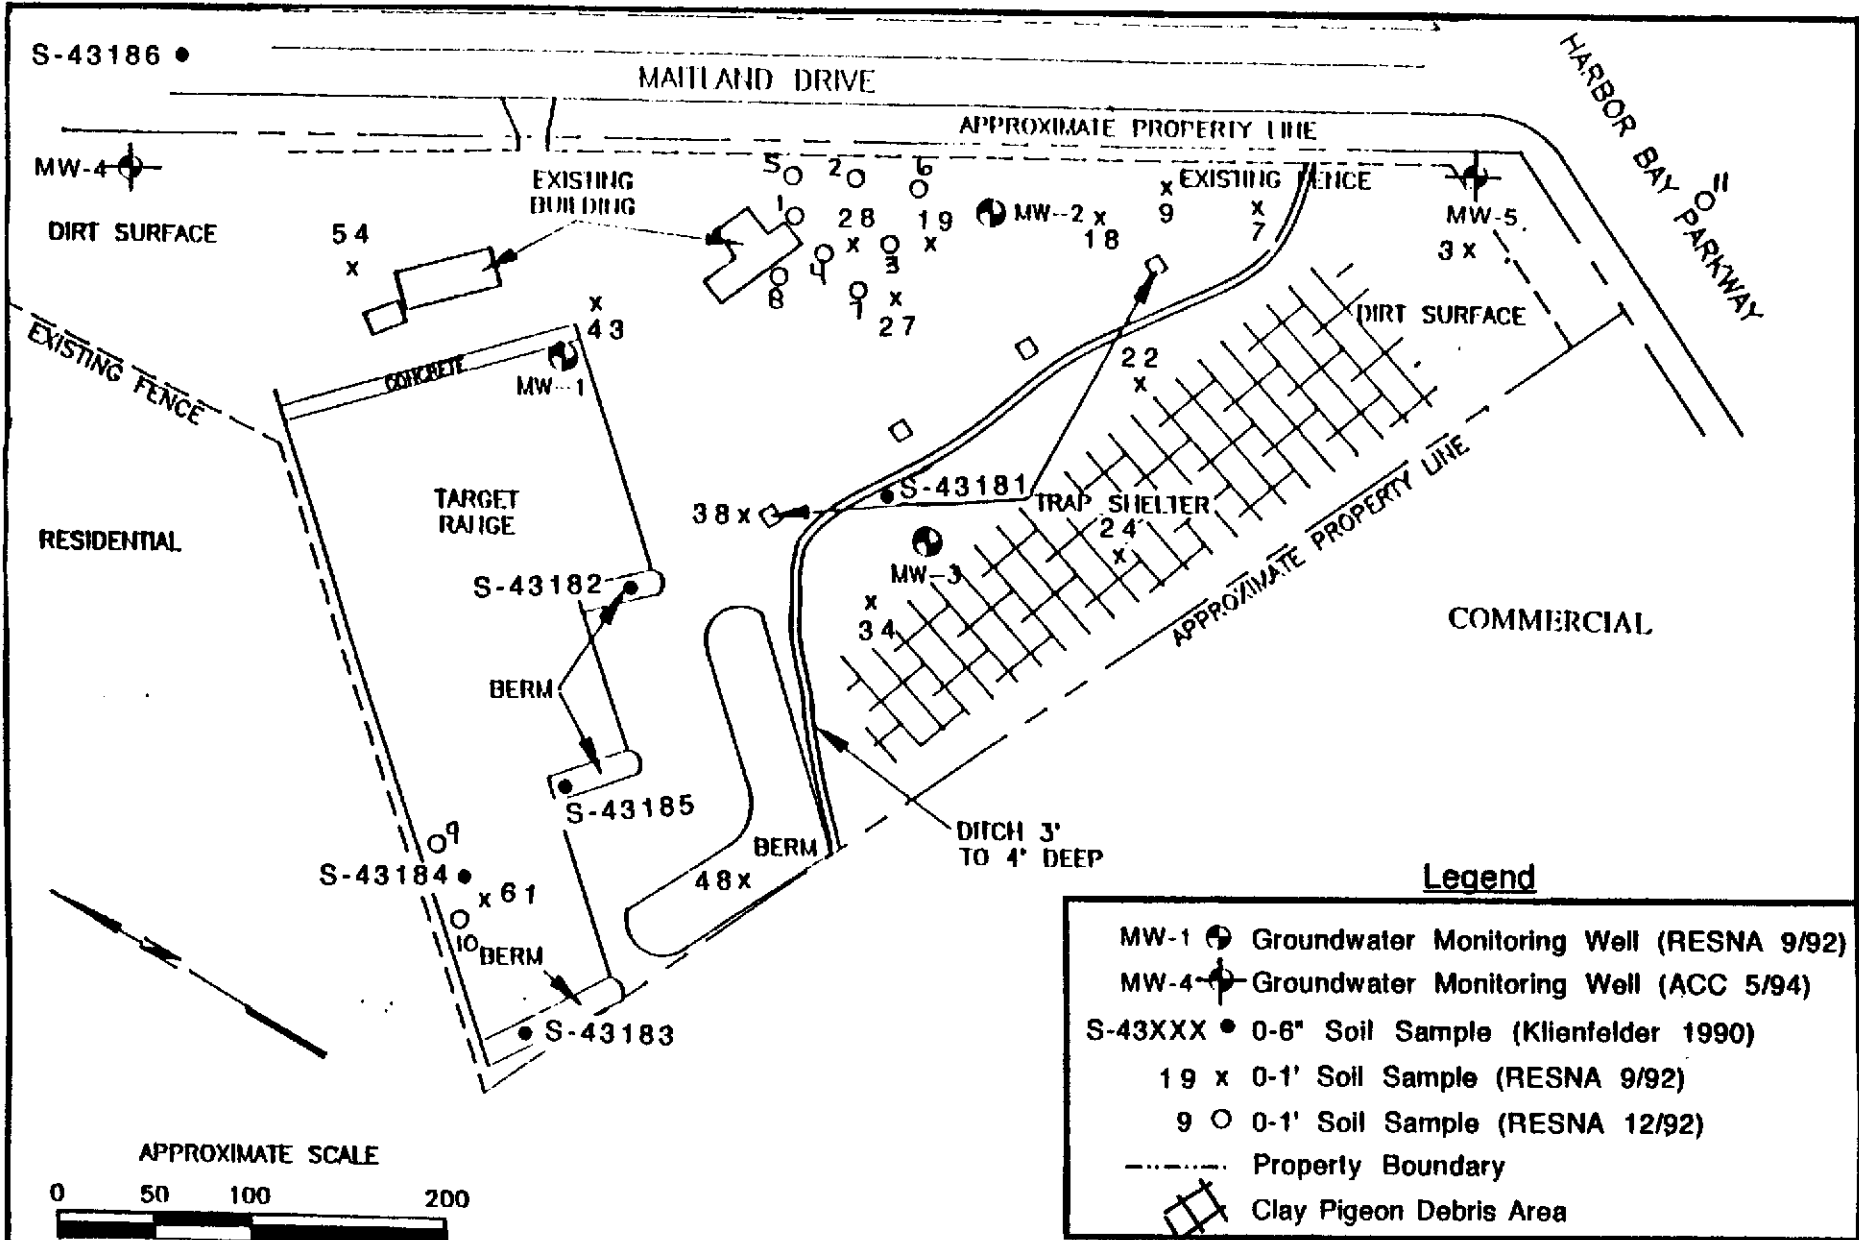 S-43186
MAITLAND DRIVE
HARBOR BAY PARKWAY
APPROXIMATE PROPERTY LINE
MW-4
EXISTING
BUILDING
5
2
6
EXISTING FENCE
11
DIRT SURFACE
54
1
28
19
MW-2
18
9
7
MW-5
3
4
3
8
1
27
43
DIRT SURFACE
EXISTING FENCE
CONCRETE
MW-1
22
TARGET
RANGE
38
S-43181
TRAP SHELTER
24
APPROXIMATE PROPERTY LINE
RESIDENTIAL
S-43182
MW-3
34
COMMERCIAL
BERM
S-43185
BERM
48
DITCH 3'
TO 4' DEEP
9
S-43184
61
10
BERM
S-43183
APPROXIMATE SCALE
0 50 100 200
Legend
MW-1 Groundwater Monitoring Well (RESNA 9/92)
MW-4 Groundwater Monitoring Well (ACC 5/94)
S-43XXX 0-6" Soil Sample (Klienfelder 1990)
19 x 0-1' Soil Sample (RESNA 9/92)
9 O 0-1' Soil Sample (RESNA 12/92)
Property Boundary
Clay Pigeon Debris Area